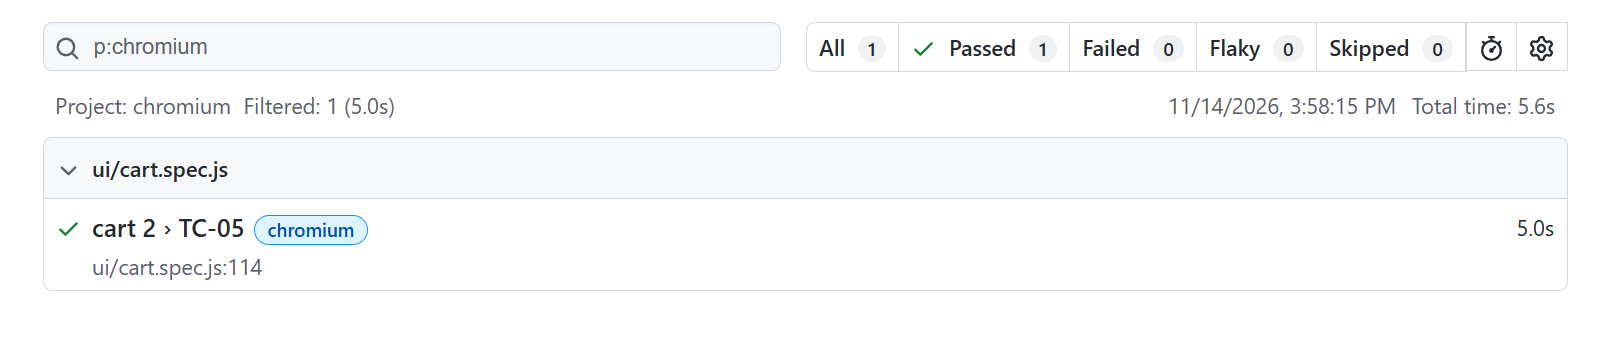 p:chromium
All 1 Passed 1 Failed 0 Flaky 0 Skipped 0
Project: chromium Filtered: 1 (5.0s) 11/14/2026, 3:58:15 PM Total time: 5.6s
ui/cart.spec.js
cart 2 › TC-05 chromium 5.0s
ui/cart.spec.js:114